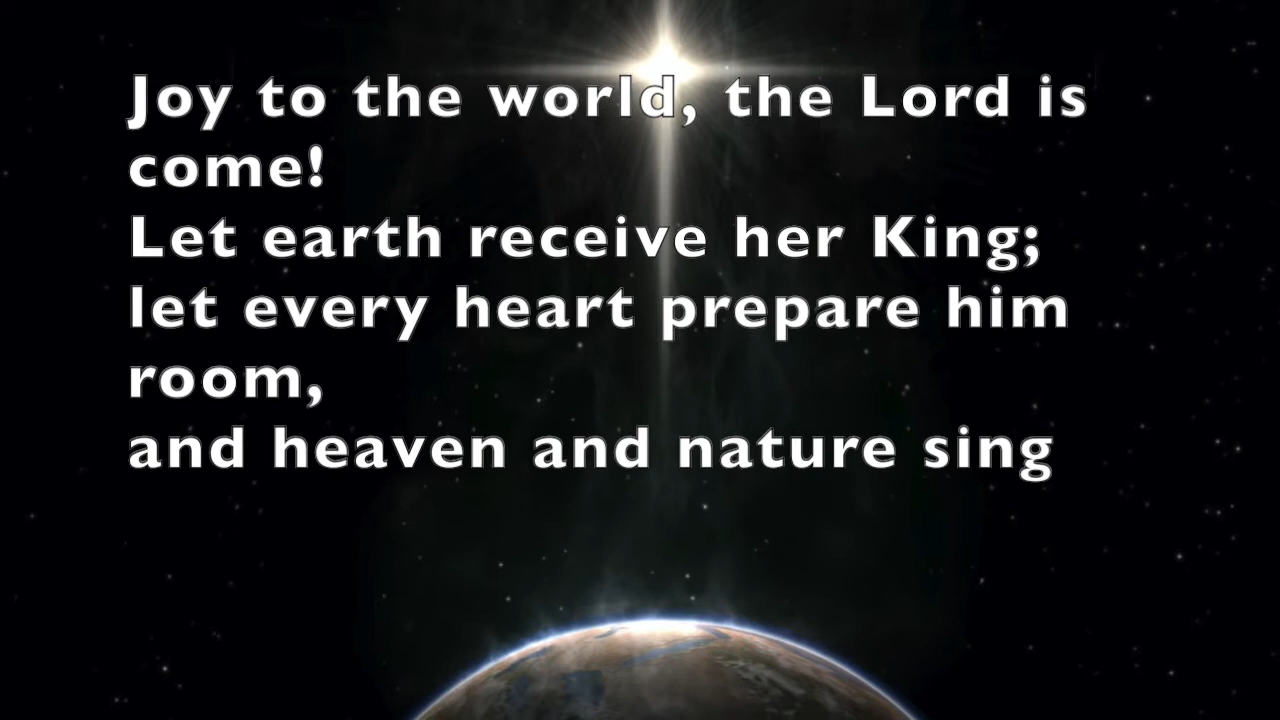 Joy to the world, the Lord is
come!
Let earth receive her King;
let every heart prepare him
room,
and heaven and nature sing